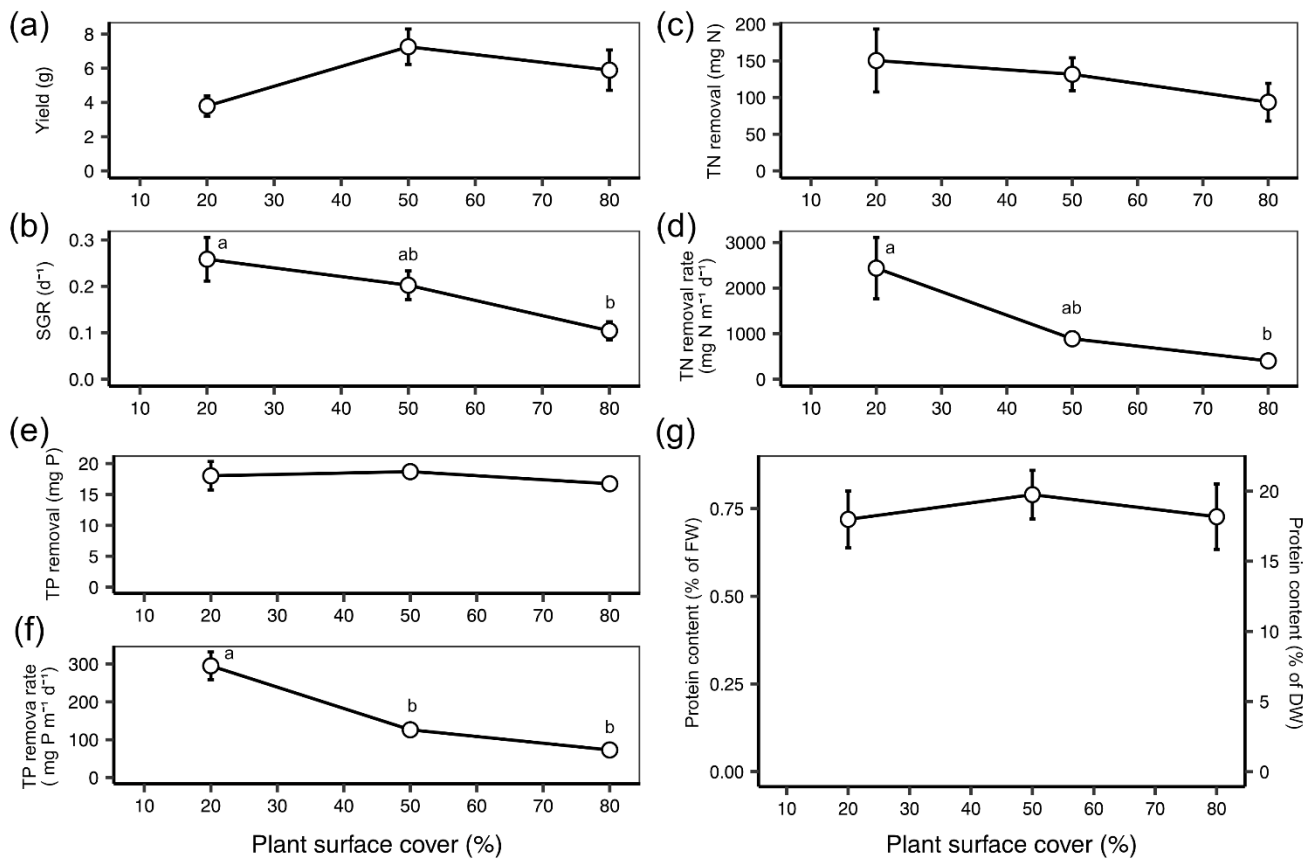 (a)
Yield (g)
8
6
4
2
0
10 20 30 40 50 60 70 80
(b)
SGR (d⁻¹)
0.3
0.2
0.1
0.0
a
ab
b
10 20 30 40 50 60 70 80
(c)
TN removal (mg N)
200
150
100
50
0
10 20 30 40 50 60 70 80
(d)
TN removal rate
(mg N m⁻¹ d⁻¹)
3000
2000
1000
0
a
ab
b
10 20 30 40 50 60 70 80
(e)
TP removal (mg P)
20
15
10
5
0
10 20 30 40 50 60 70 80
(f)
TP remova rate
( mg P m⁻¹ d⁻¹)
300
200
100
0
a
b
b
10 20 30 40 50 60 70 80
Plant surface cover (%)
(g)
Protein content (% of FW)
0.75
0.50
0.25
0.00
20
15
10
5
0
Protein content (% of DW)
10 20 30 40 50 60 70 80
Plant surface cover (%)